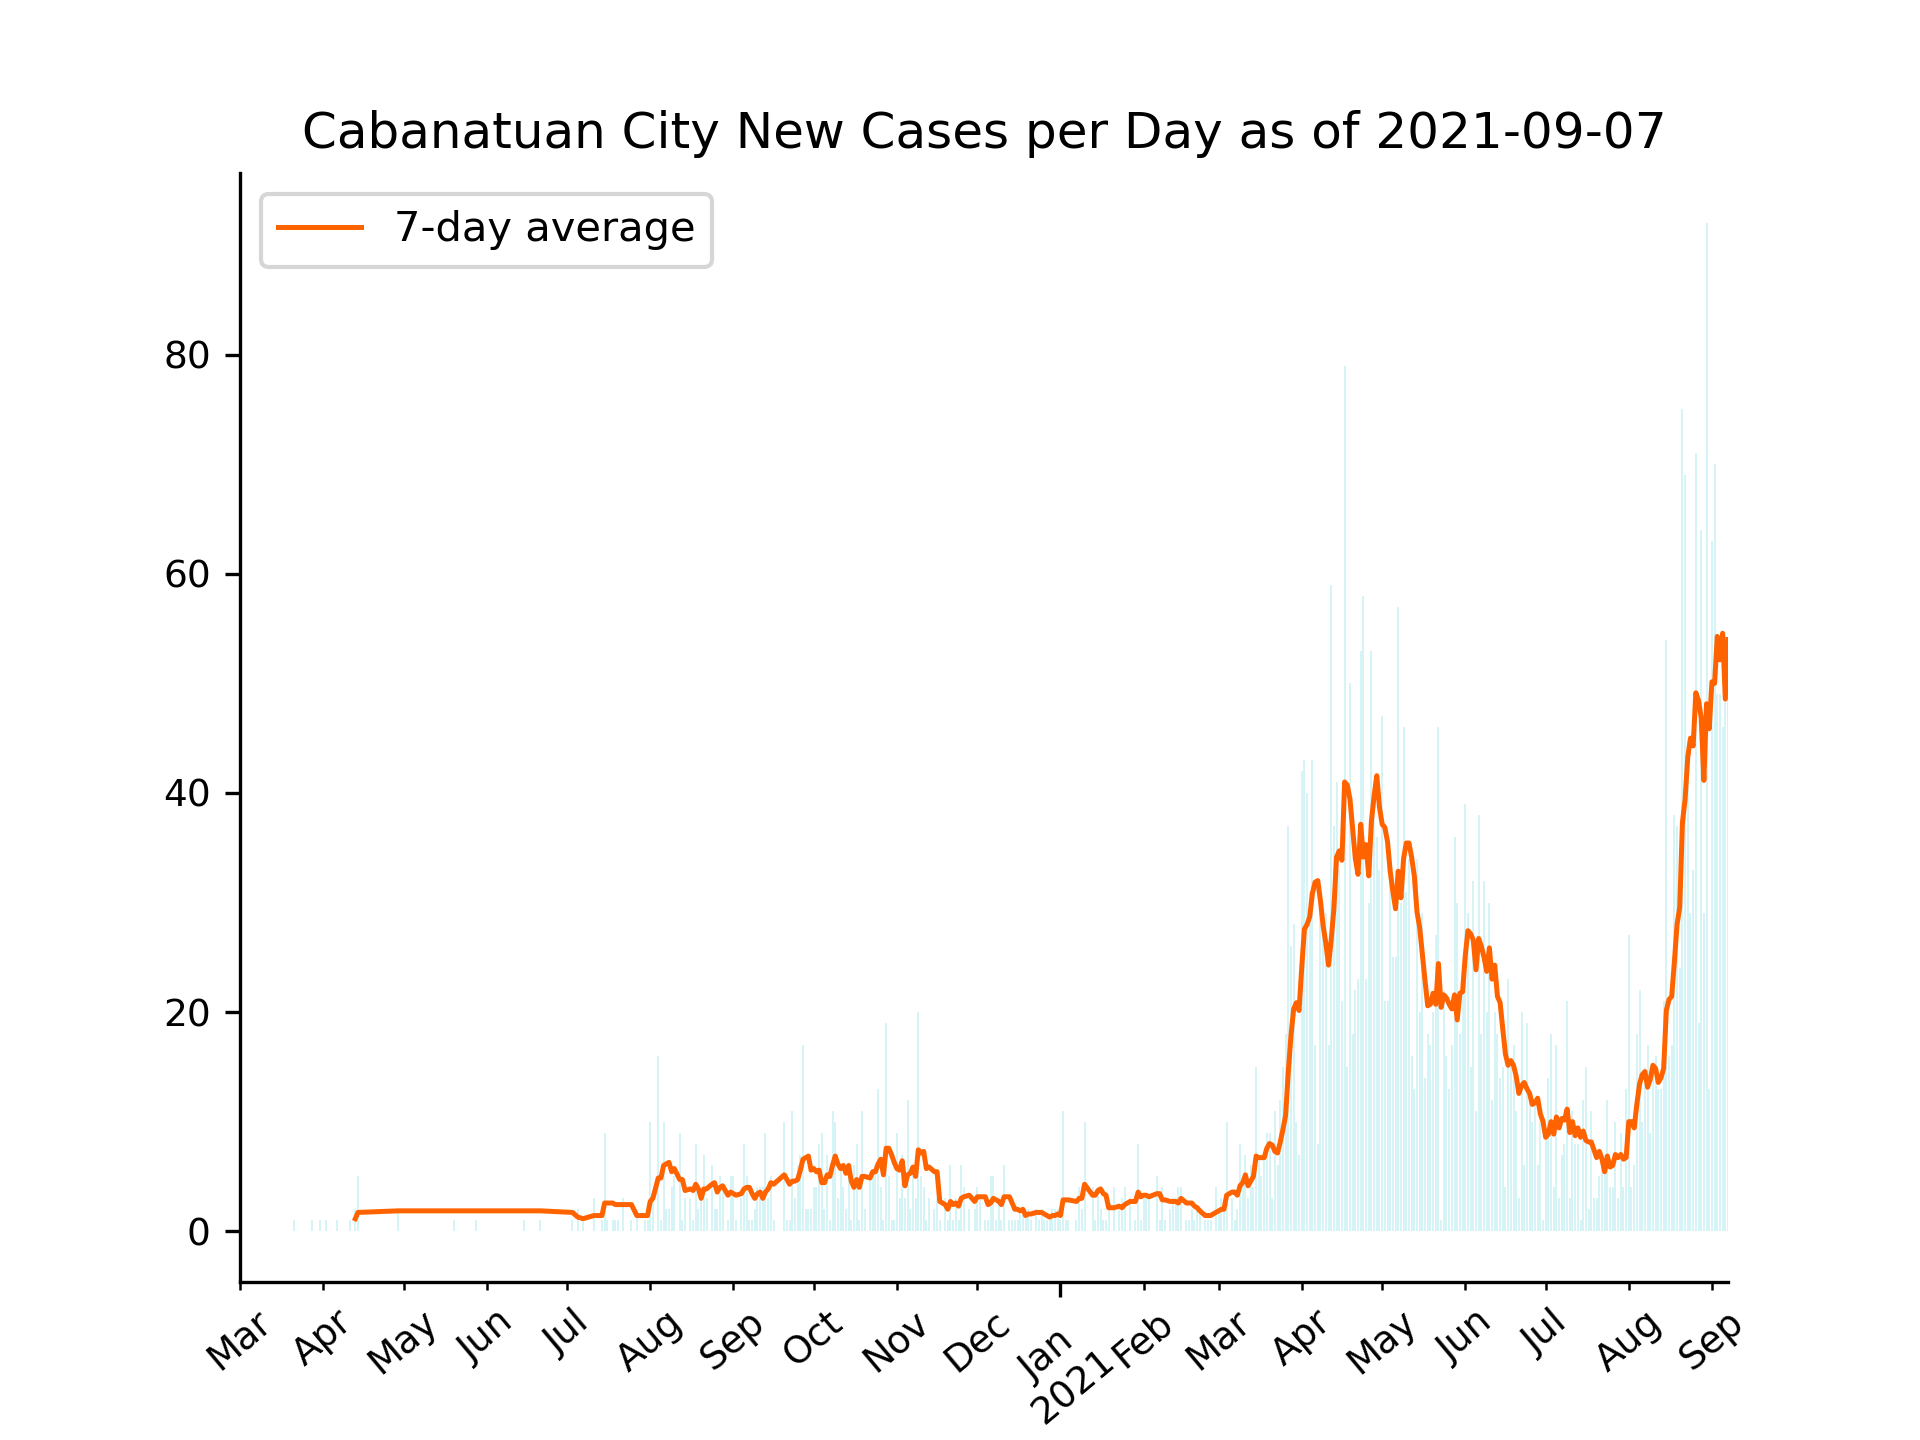 Cabanatuan City New Cases per Day as of 2021-09-07
7-day average
80
60
40
20
0
Mar Apr May Jun Jul Aug Sep Oct Nov Dec Jan Feb Mar Apr May Jun Jul Aug Sep
2021